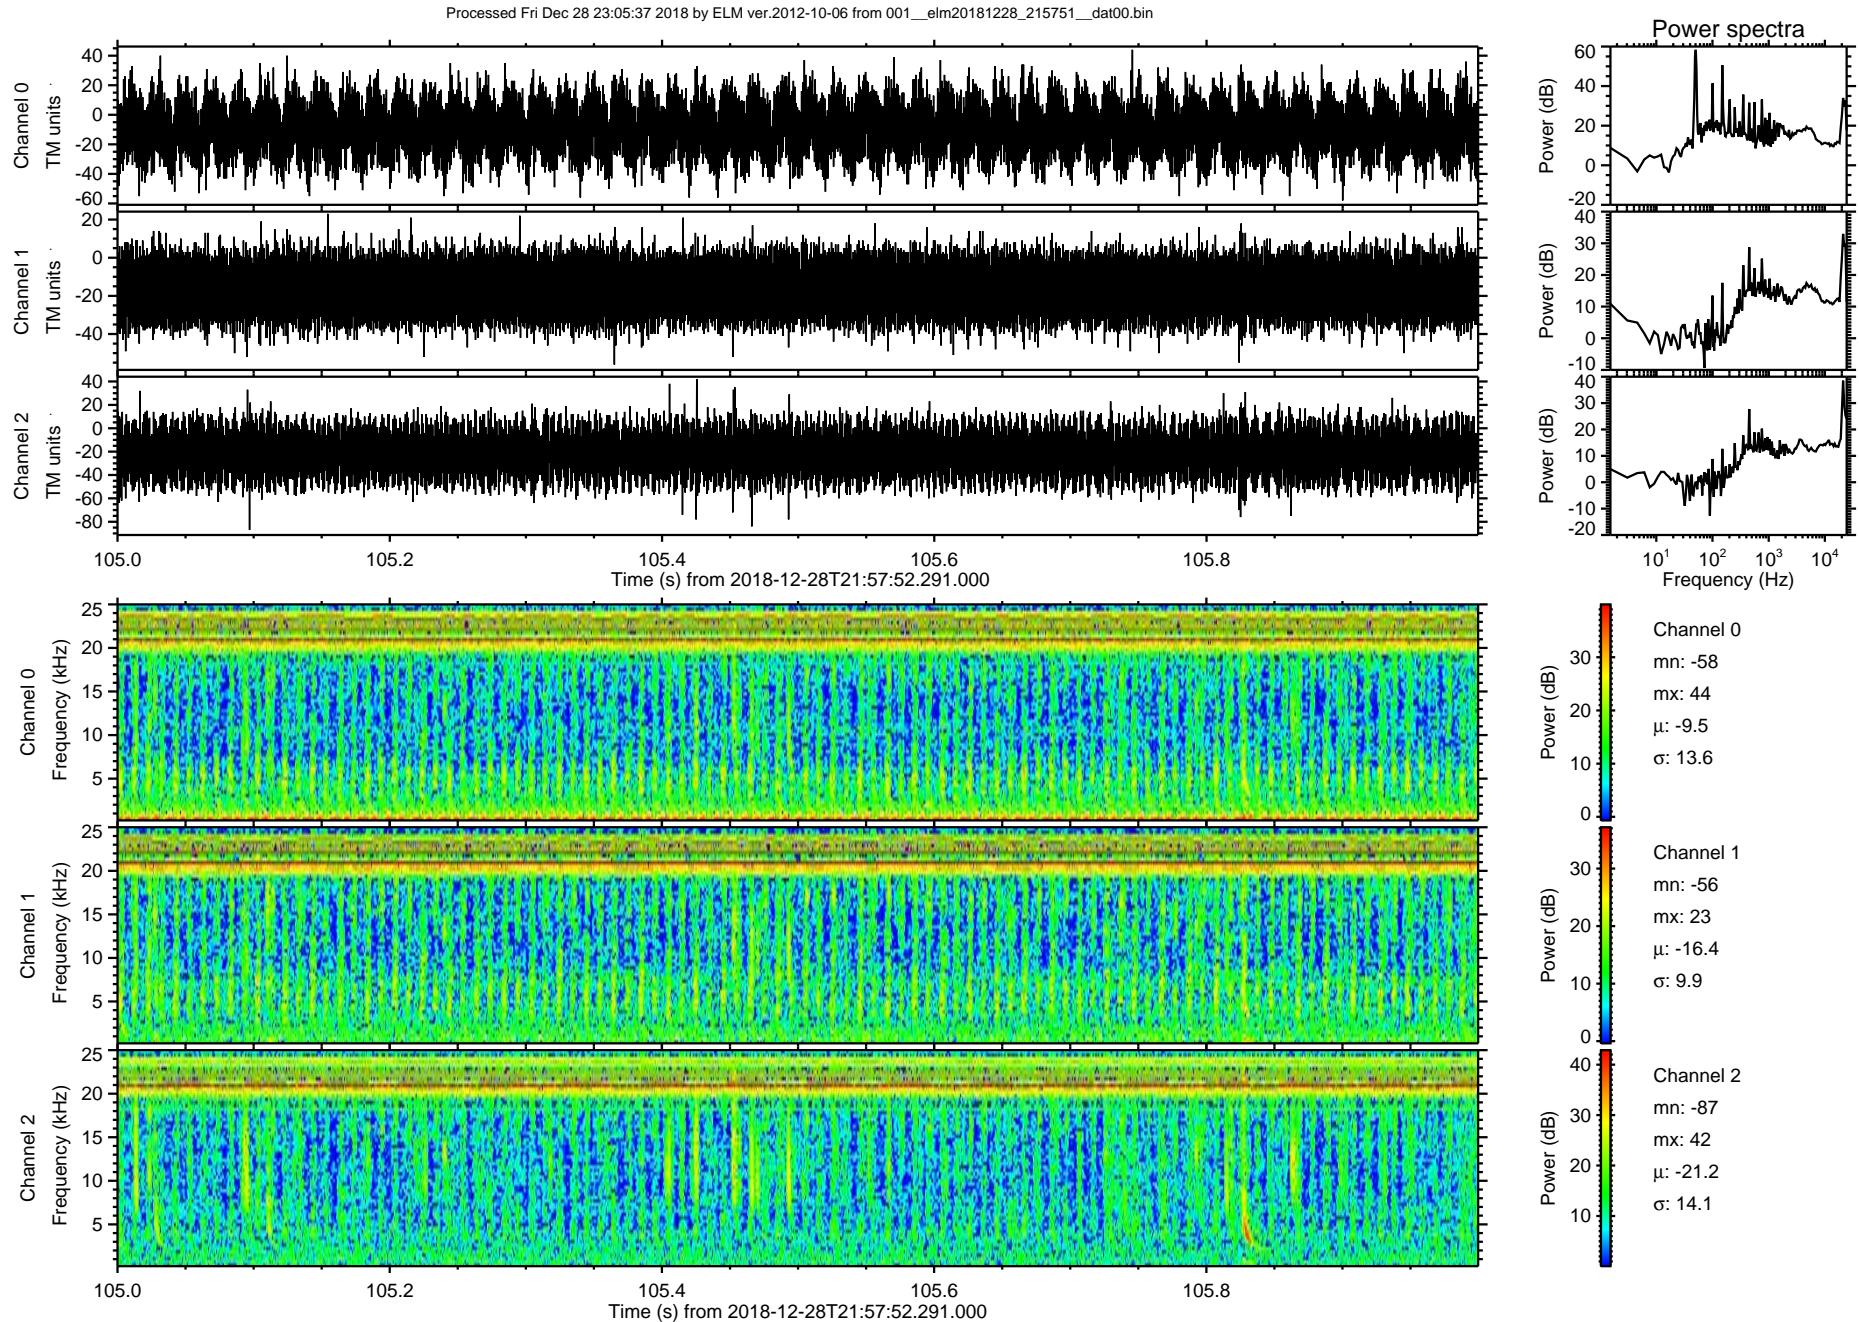 Processed Fri Dec 28 23:05:37 2018 by ELM ver.2012-10-06 from 001__elm20181228_215751__dat00.bin
Power spectra
Channel 0
TM units
40
20
0
-20
-40
-60
Power (dB)
60
40
20
0
-20
Channel 1
TM units
20
0
-20
-40
Power (dB)
40
30
20
10
0
-10
Channel 2
TM units
40
20
0
-20
-40
-60
-80
Power (dB)
40
30
20
10
0
-10
-20
105.0 105.2 105.4 105.6 105.8
Time (s) from 2018-12-28T21:57:52.291.000
10¹ 10² 10³ 10⁴
Frequency (Hz)
Channel 0
Frequency (kHz)
25
20
15
10
5
Power (dB)
30
20
10
0
Channel 0
mn: -58
mx: 44
μ: -9.5
σ: 13.6
Channel 1
Frequency (kHz)
25
20
15
10
5
Power (dB)
30
20
10
0
Channel 1
mn: -56
mx: 23
μ: -16.4
σ: 9.9
Channel 2
Frequency (kHz)
25
20
15
10
5
Power (dB)
40
30
20
10
Channel 2
mn: -87
mx: 42
μ: -21.2
σ: 14.1
105.0 105.2 105.4 105.6 105.8
Time (s) from 2018-12-28T21:57:52.291.000